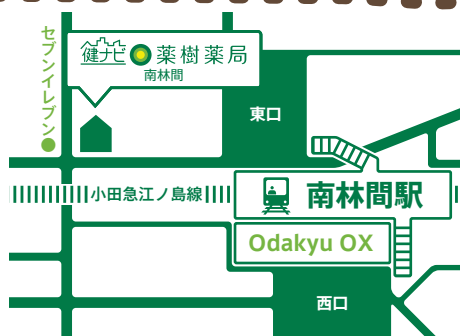 セブンイレブン
健ナビ 薬樹薬局
南林間
東口
小田急江ノ島線
南林間駅
Odakyu OX
西口